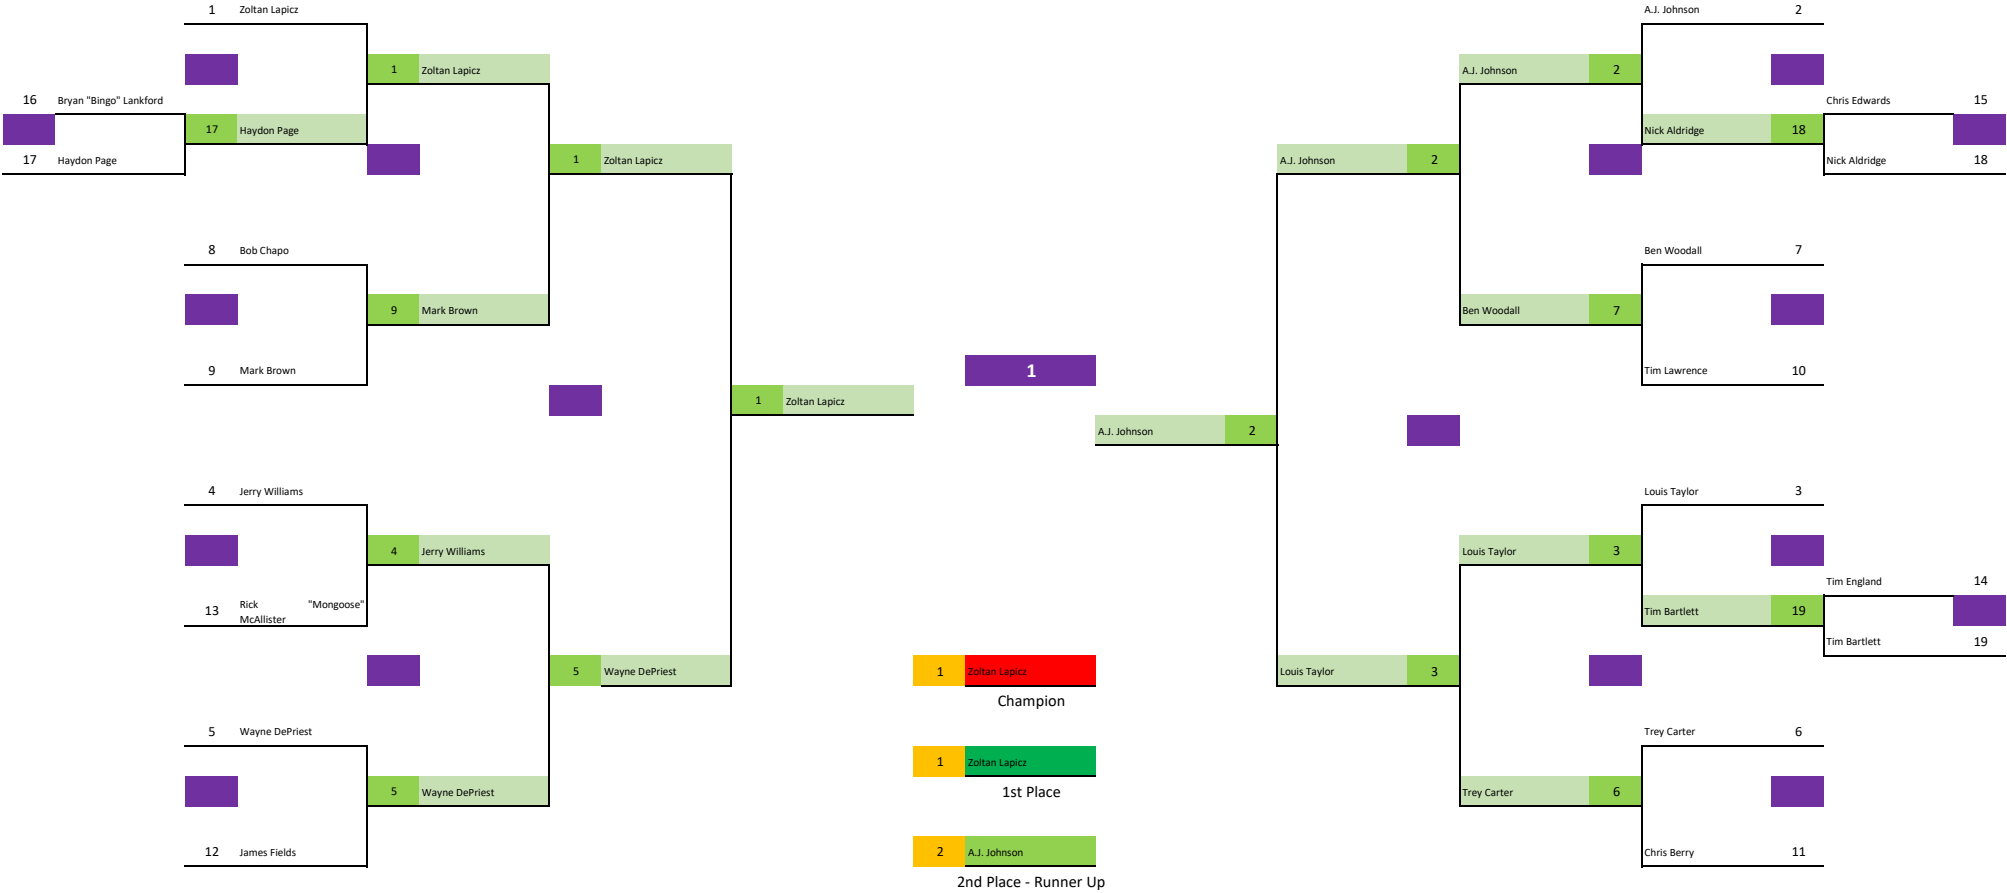 1 Zoltan Lapicz
A.J. Johnson 2
1 Zoltan Lapicz
A.J. Johnson 2
16 Bryan "Bingo" Lankford
Chris Edwards 15
17 Haydon Page
Nick Aldridge 18
17 Haydon Page
1 Zoltan Lapicz
A.J. Johnson 2
Nick Aldridge 18
8 Bob Chapo
Ben Woodall 7
9 Mark Brown
Ben Woodall 7
9 Mark Brown
1
Tim Lawrence 10
1 Zoltan Lapicz
A.J. Johnson 2
4 Jerry Williams
Louis Taylor 3
4 Jerry Williams
Louis Taylor 3
Tim England 14
13 Rick "Mongoose"
McAllister
Tim Bartlett 19
Tim Bartlett 19
5 Wayne DePriest
1 Zoltan Lapicz
Louis Taylor 3
Champion
5 Wayne DePriest
Trey Carter 6
1 Zoltan Lapicz
1st Place
5 Wayne DePriest
Trey Carter 6
12 James Fields
2 A.J. Johnson
Chris Berry 11
2nd Place - Runner Up